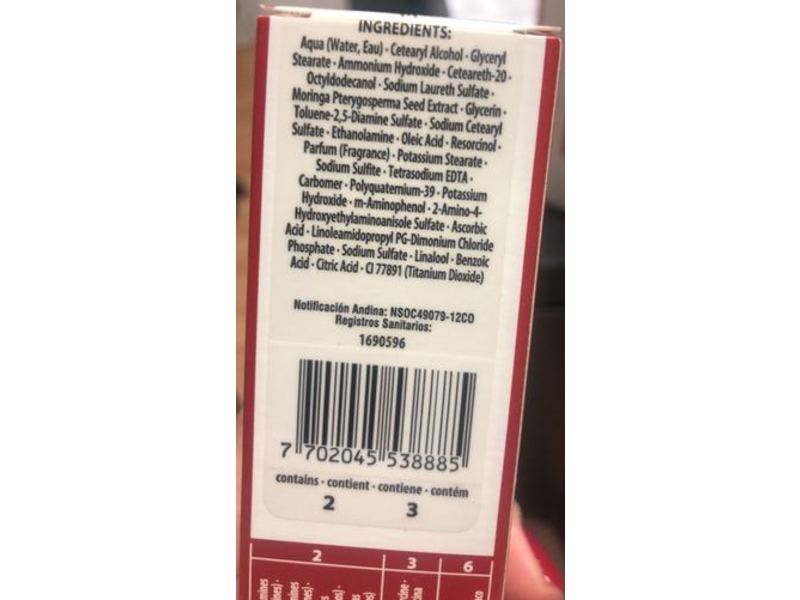 INGREDIENTS:
Aqua (Water, Eau) · Cetearyl Alcohol · Glyceryl
Stearate · Ammonium Hydroxide · Ceteareth-20 ·
Octyldodecanol · Sodium Laureth Sulfate ·
Moringa Pterygosperma Seed Extract · Glycerin ·
Toluene-2,5-Diamine Sulfate · Sodium Cetearyl
Sulfate · Ethanolamine · Oleic Acid · Resorcinol ·
Parfum (Fragrance) · Potassium Stearate ·
Sodium Sulfite · Tetrasodium EDTA ·
Carbomer · Polyquaternium-39 · Potassium
Hydroxide · m-Aminophenol · 2-Amino-4-
Hydroxyethylaminoanisole Sulfate · Ascorbic
Acid · Linoleamidopropyl PG-Dimonium Chloride
Phosphate · Sodium Sulfate · Linalool · Benzoic
Acid · Citric Acid · CI 77891 (Titanium Dioxide)
Notificación Andina: NSOC49079-12CO
Registros Sanitarios:
1690596
7 702045 538885
contains · contient · contiene · contém
2 3
2 3 6